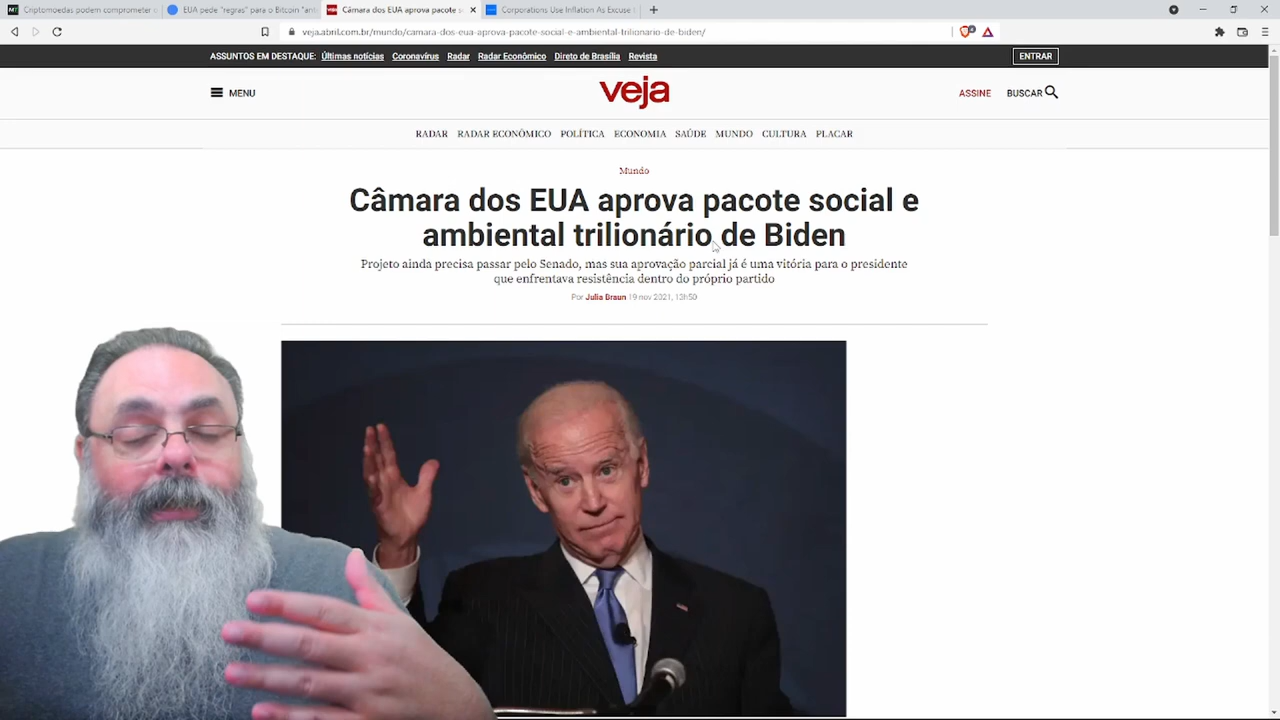 Criptomoedas podem comprometer o
EUA pede "regras" para o Bitcoin "ant
Câmara dos EUA aprova pacote s
Corporations Use Inflation As Excuse t
veja.abril.com.br/mundo/camara-dos-eua-aprova-pacote-social-e-ambiental-trilionario-de-biden/
ASSUNTOS EM DESTAQUE: Últimas notícias Coronavírus Radar Radar Econômico Direto de Brasília Revista
ENTRAR
MENU
veja
ASSINE
BUSCAR
RADAR RADAR ECONÔMICO POLÍTICA ECONOMIA SAÚDE MUNDO CULTURA PLACAR
Mundo
Câmara dos EUA aprova pacote social e
ambiental trilionário de Biden
Projeto ainda precisa passar pelo Senado, mas sua aprovação parcial já é uma vitória para o presidente
que enfrentava resistência dentro do próprio partido
Por Julia Braun 19 nov 2021, 13h50